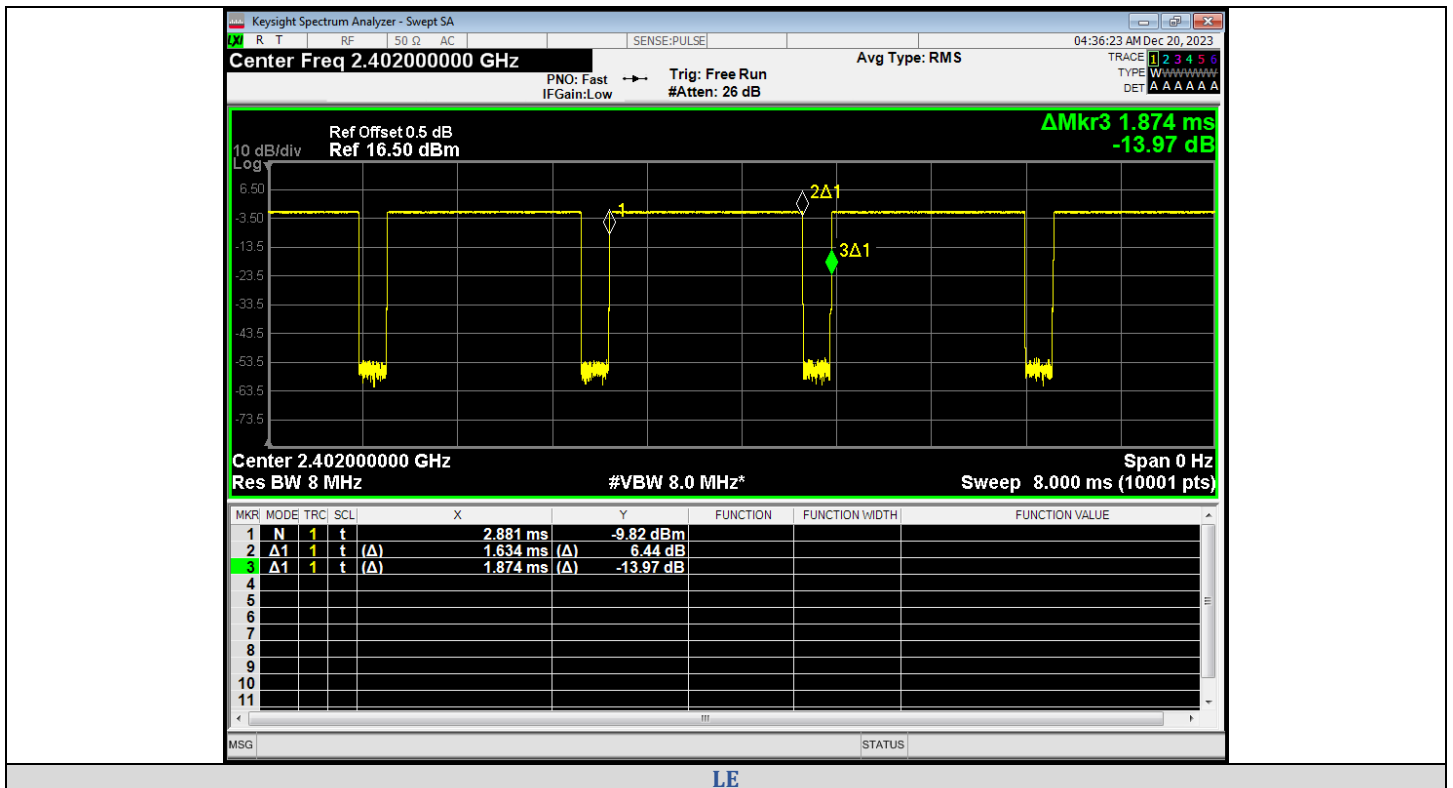 Keysight Spectrum Analyzer - Swept SA
LXI R T RF 50 Ω AC SENSE:PULSE 04:36:23 AM Dec 20, 2023
Center Freq 2.402000000 GHz
PNO: Fast Trig: Free Run Avg Type: RMS
IFGain:Low #Atten: 26 dB
TRACE 1 2 3 4 5 6
TYPE WWWWWW
DET A A A A A A
ΔMkr3 1.874 ms
-13.97 dB
Ref Offset 0.5 dB
10 dB/div Ref 16.50 dBm
Log
6.50
-3.50
-13.5
-23.5
-33.5
-43.5
-53.5
-63.5
-73.5
1
2Δ1
3Δ1
Center 2.402000000 GHz Span 0 Hz
Res BW 8 MHz #VBW 8.0 MHz* Sweep 8.000 ms (10001 pts)
MKR MODE TRC SCL X Y FUNCTION FUNCTION WIDTH FUNCTION VALUE
1 N 1 t 2.881 ms -9.82 dBm
2 Δ1 1 t (Δ) 1.634 ms (Δ) 6.44 dB
3 Δ1 1 t (Δ) 1.874 ms (Δ) -13.97 dB
4
5
6
7
8
9
10
11
MSG STATUS
LE